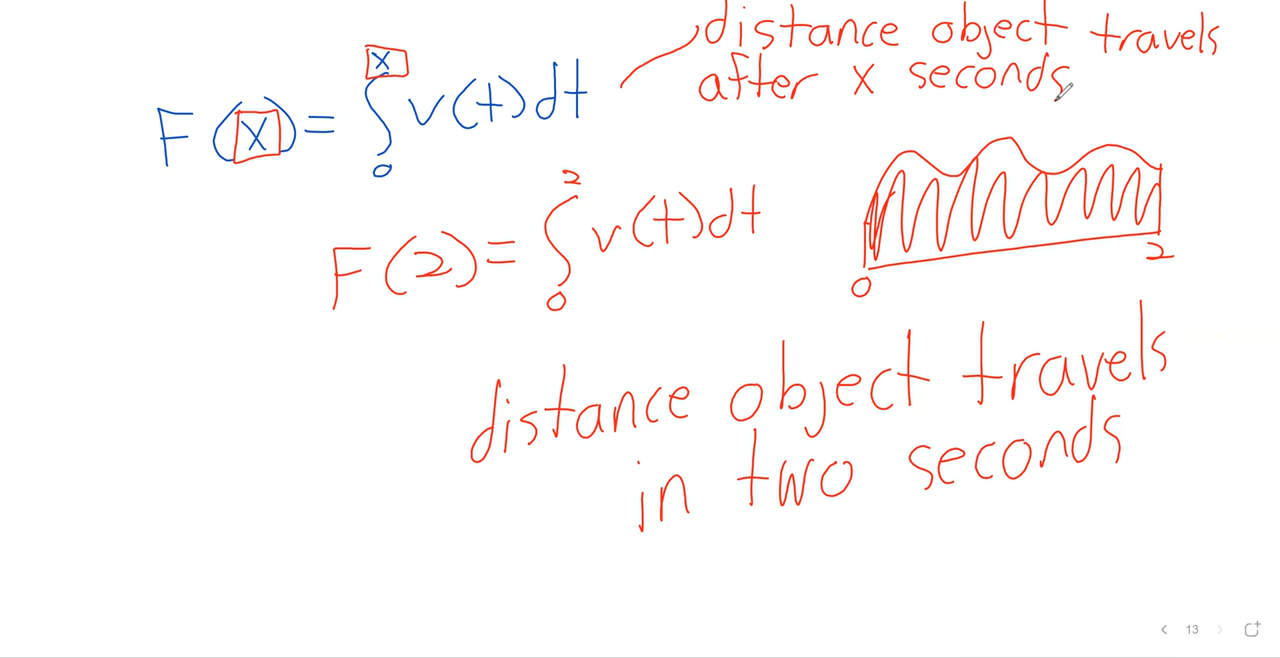 distance object travels
after x seconds
F(x) = ∫₀ˣ v(t)dt
F(2) = ∫₀² v(t)dt
0 2
distance object travels
in two seconds
13